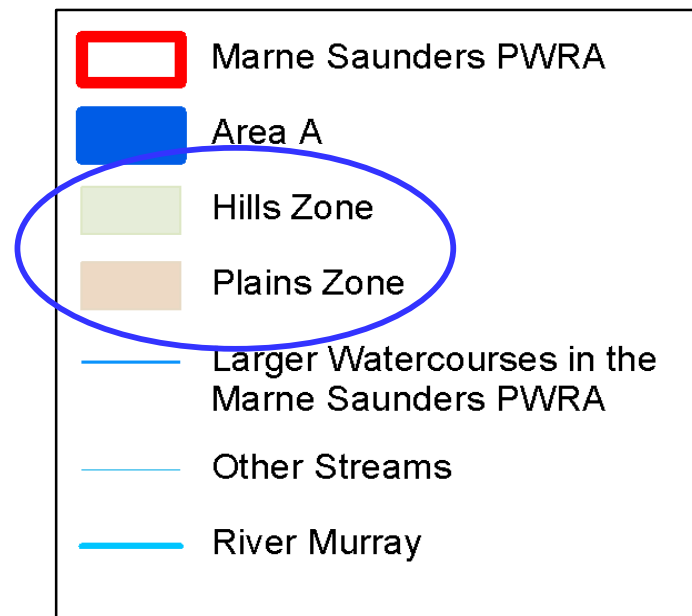 Marne Saunders PWRA
Area A
Hills Zone
Plains Zone
Larger Watercourses in the
Marne Saunders PWRA
Other Streams
River Murray